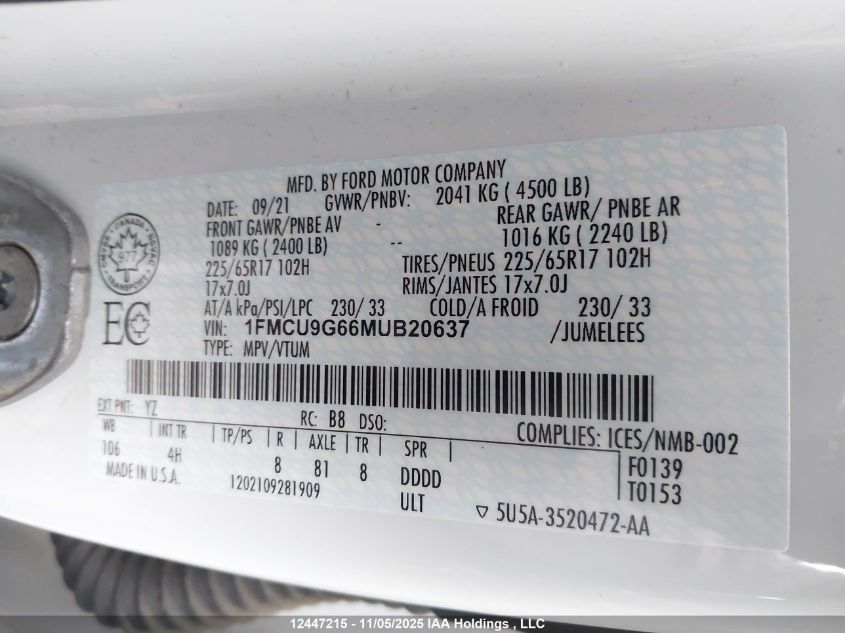 MFD. BY FORD MOTOR COMPANY
DATE: 09/21 GVWR/PNBV: 2041 KG ( 4500 LB)
FRONT GAWR/PNBE AV - REAR GAWR/ PNBE AR
1089 KG ( 2400 LB) -- 1016 KG ( 2240 LB)
225/65R17 102H TIRES/PNEUS 225/65R17 102H
17x7.0J RIMS/JANTES 17x7.0J
AT/A kPa/PSI/LPC 230/ 33 COLD/A FROID 230/ 33
VIN: 1FMCU9G66MUB20637 /JUMELEES
TYPE: MPV/VTUM
CANADA
TRANSPORT
977
EC
EXT PNT: YZ RC: B8 DSO: COMPLIES: ICES/NMB-002
WB | INT TR | TP/PS | R | AXLE | TR | SPR | F0139
106 4H 8 81 8 DDDD T0153
MADE IN U.S.A. 1202109281909 ULT ▽ 5U5A-3520472-AA
12447215 - 11/05/2025 IAA Holdings , LLC